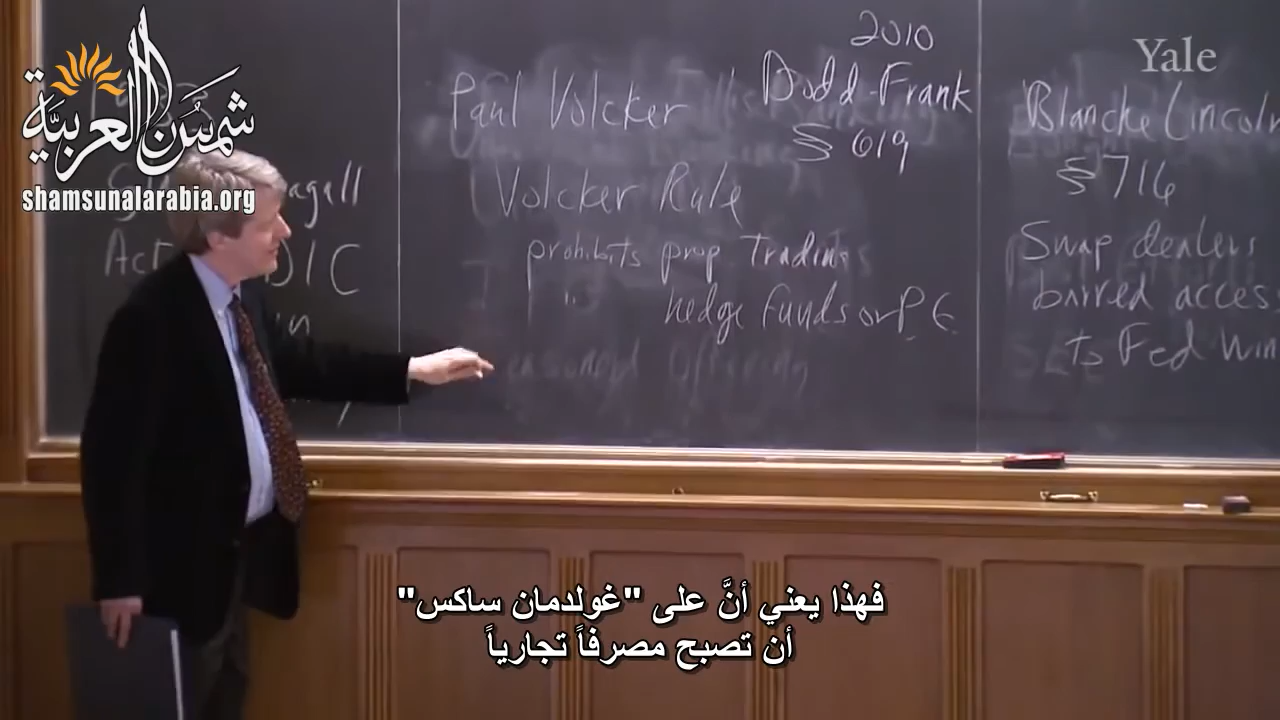 شمس العربية
shamsunalarabia.org
Yale
agall
Act
IC
Paul Volcker
2010
Dodd-Frank
§ 619
Volcker Rule
prohibits prop Trading
" hedge funds or P.E.
Blanche Lincoln
§ 716
Swap dealers
barred access
to Fed Win
فهذا يعني أنَّ على "غولدمان ساكس"
أن تصبح مصرفاً تجارياً